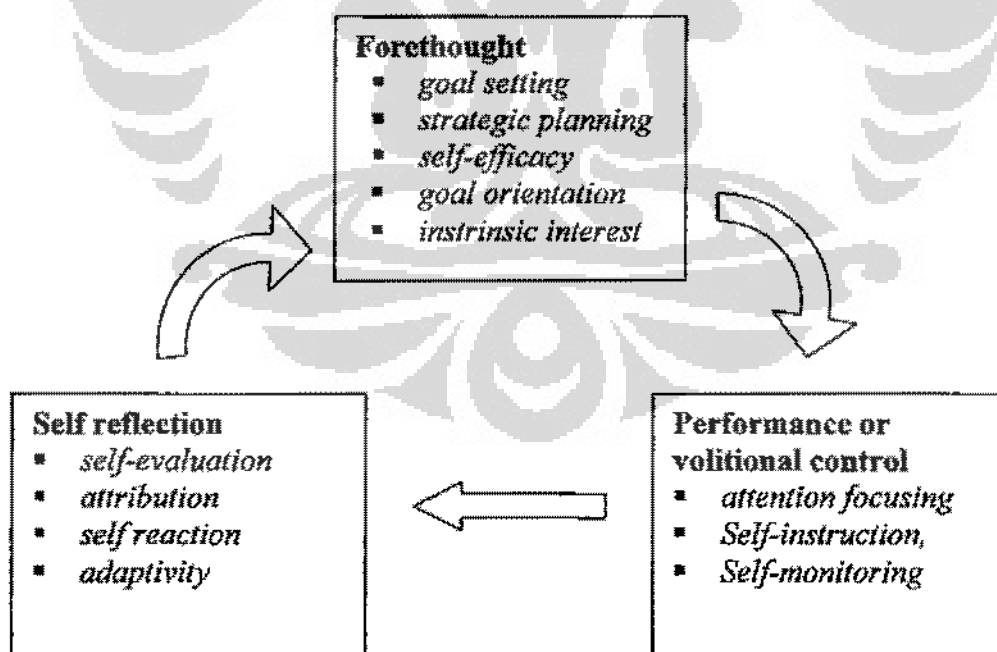 Forethought
▪ goal setting
▪ strategic planning
▪ self-efficacy
▪ goal orientation
▪ instrinsic interest
Self reflection
▪ self-evaluation
▪ attribution
▪ self reaction
▪ adaptivity
Performance or
volitional control
▪ attention focusing
▪ Self-instruction,
▪ Self-monitoring